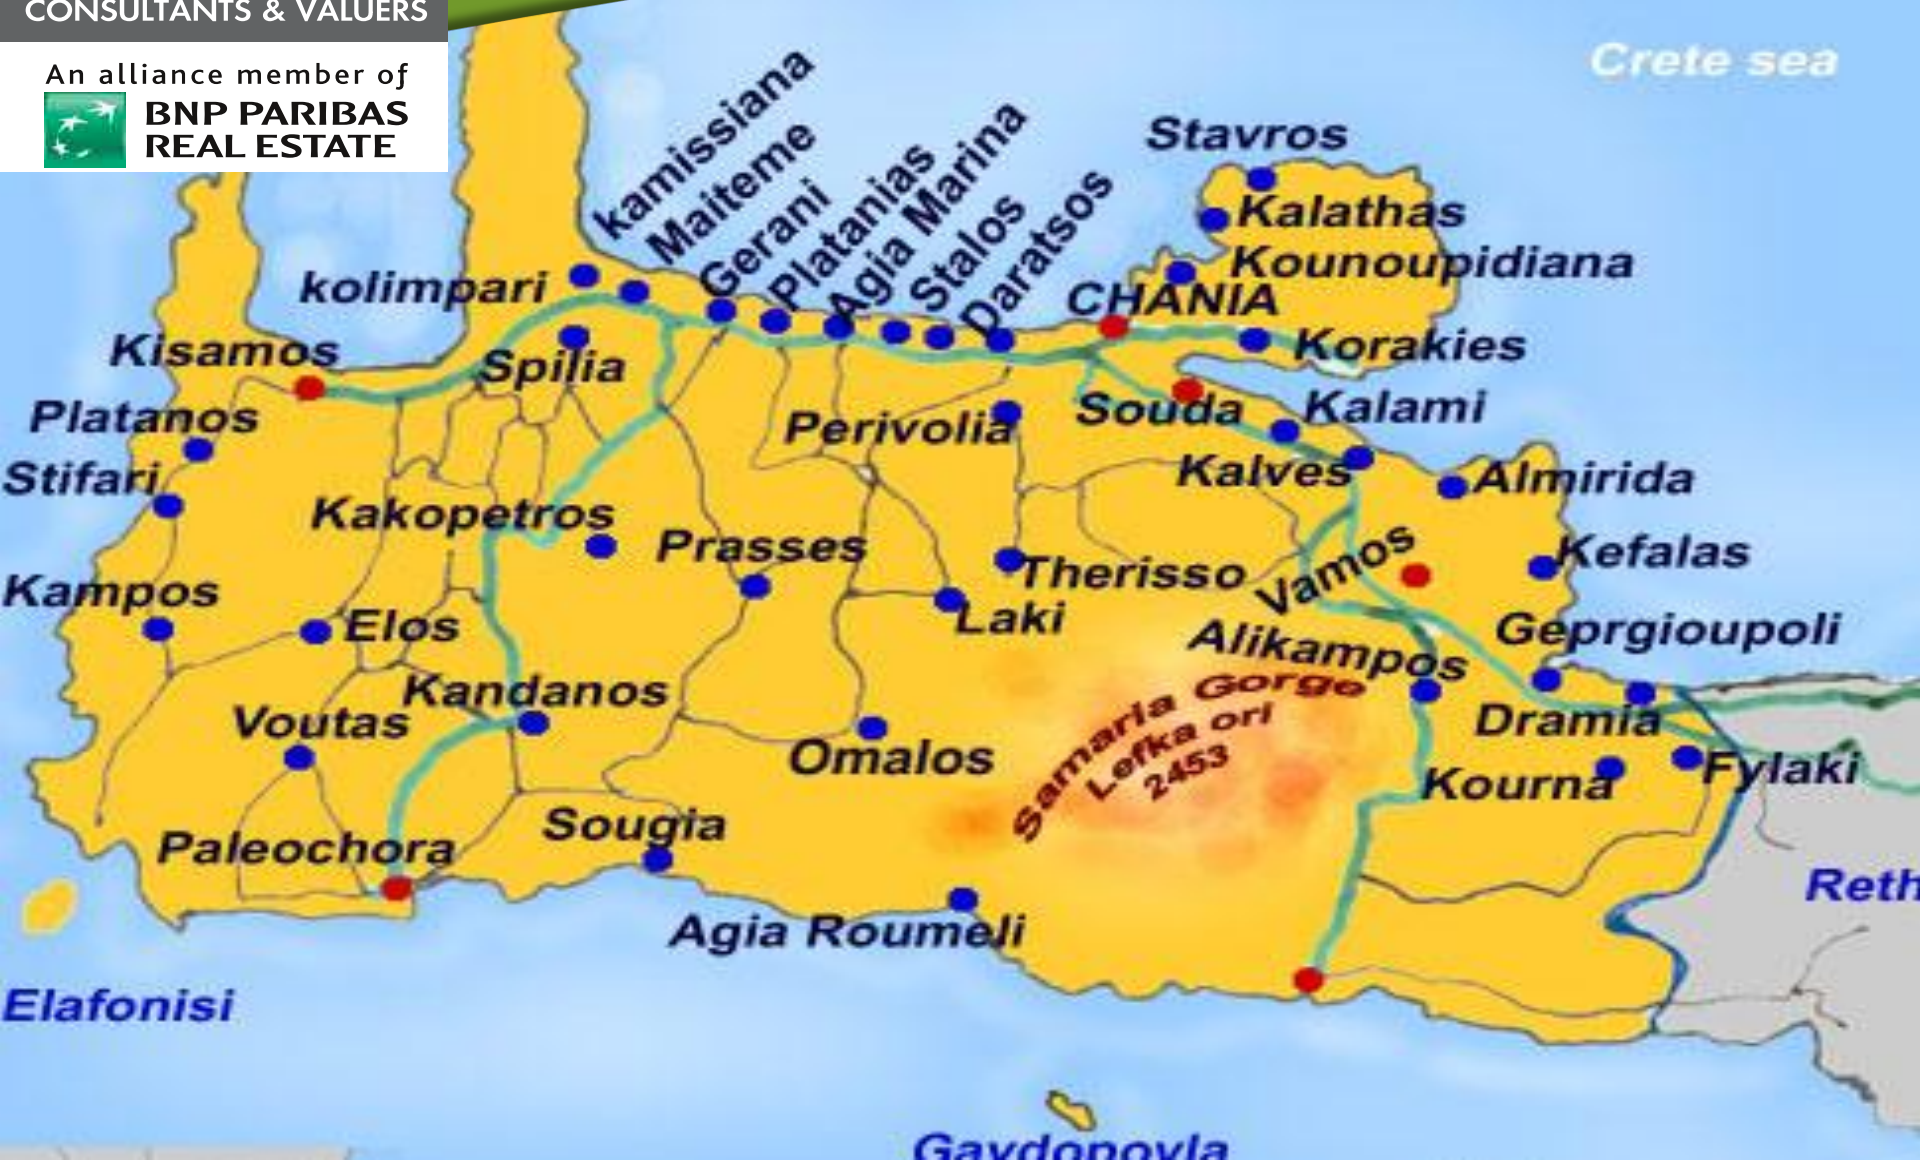 CONSULTANTS & VALUERS
An alliance member of
BNP PARIBAS
REAL ESTATE
Crete sea
kamissiana
Maiteme
Gerani
Platanias
Agia Marina
Stalos
Daratsos
Stavros
Kalathas
Kounoupidiana
CHANIA
Korakies
kolimpari
Kisamos
Spilia
Platanos
Stifari
Perivolia
Souda
Kalami
Kalves
Almirida
Kakopetros
Prasses
Therisso
Vamos
Kefalas
Kampos
Elos
Laki
Alikampos
Geprgioupoli
Kandanos
Voutas
Omalos
Samaria Gorge
Lefka ori
2453
Dramia
Kourna
Fylaki
Paleochora
Sougia
Agia Roumeli
Reth
Elafonisi
Gavdopoyla